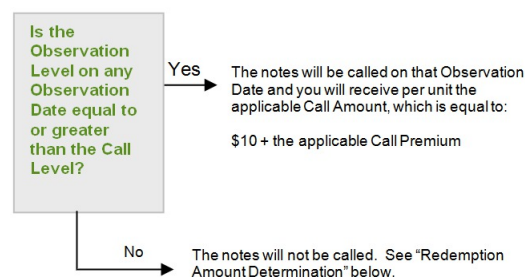 Is the
Observation
Level on any
Observation
Date equal to
or greater
than the Call
Level?
Yes
The notes will be called on that Observation
Date and you will receive per unit the
applicable Call Amount, which is equal to:
$10 + the applicable Call Premium
No
The notes will not be called. See “Redemption
Amount Determination” below.